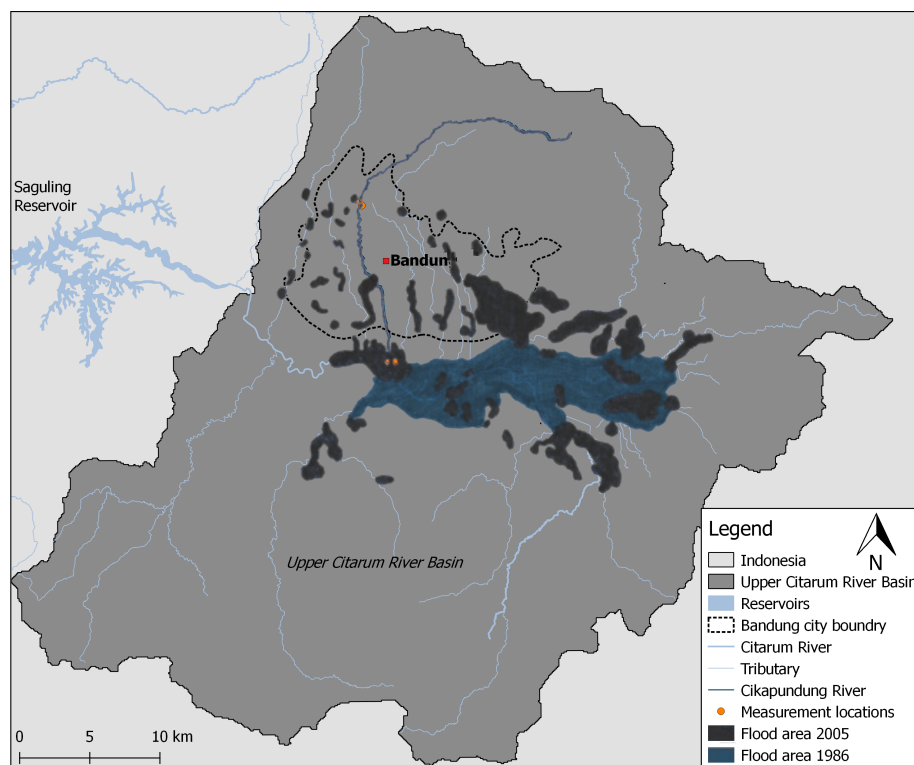 Saguling
Reservoir
Bandun
Upper Citarum River Basin
Legend
N
Indonesia
Upper Citarum River Basin
Reservoirs
Bandung city boundry
Citarum River
Tributary
Cikapundung River
Measurement locations
Flood area 2005
Flood area 1986
0 5 10 km